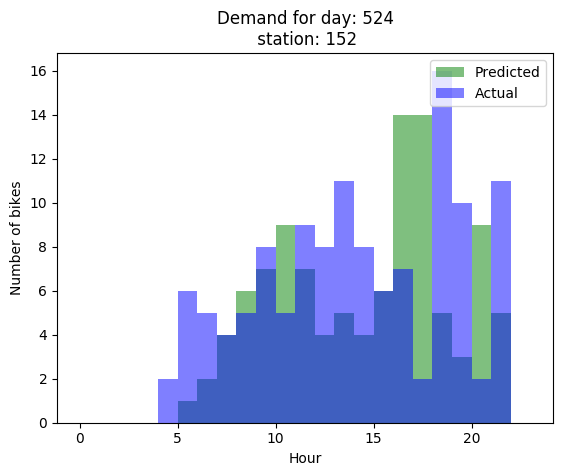 Demand for day: 524
station: 152
Predicted
Actual
Number of bikes
16
14
12
10
8
6
4
2
0
0 5 10 15 20
Hour